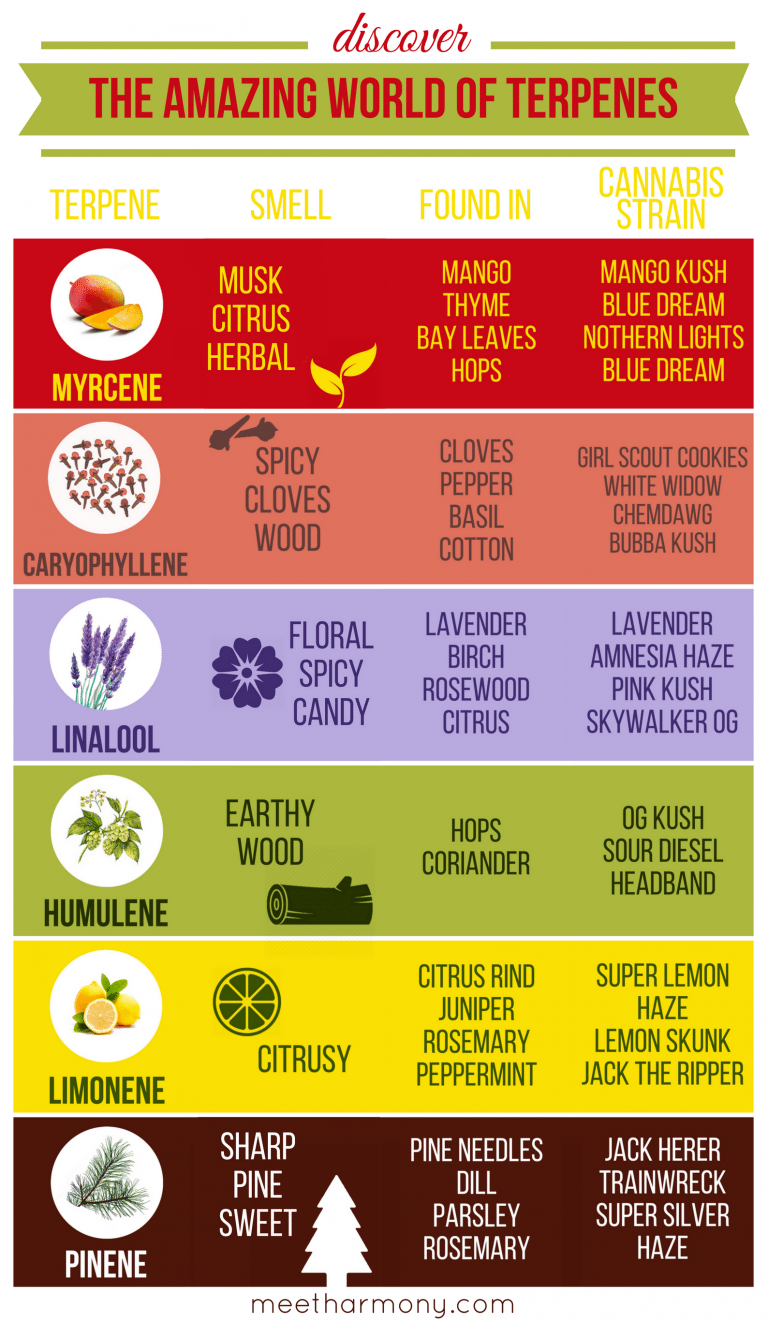 discover
THE AMAZING WORLD OF TERPENES
TERPENE
SMELL
FOUND IN
CANNABIS
STRAIN
MYRCENE
MUSK
CITRUS
HERBAL
MANGO
THYME
BAY LEAVES
HOPS
MANGO KUSH
BLUE DREAM
NOTHERN LIGHTS
BLUE DREAM
CARYOPHYLLENE
SPICY
CLOVES
WOOD
CLOVES
PEPPER
BASIL
COTTON
GIRL SCOUT COOKIES
WHITE WIDOW
CHEMDAWG
BUBBA KUSH
LINALOOL
FLORAL
SPICY
CANDY
LAVENDER
BIRCH
ROSEWOOD
CITRUS
LAVENDER
AMNESIA HAZE
PINK KUSH
SKYWALKER OG
HUMULENE
EARTHY
WOOD
HOPS
CORIANDER
OG KUSH
SOUR DIESEL
HEADBAND
LIMONENE
CITRUSY
CITRUS RIND
JUNIPER
ROSEMARY
PEPPERMINT
SUPER LEMON
HAZE
LEMON SKUNK
JACK THE RIPPER
PINENE
SHARP
PINE
SWEET
PINE NEEDLES
DILL
PARSLEY
ROSEMARY
JACK HERER
TRAINWRECK
SUPER SILVER
HAZE
meetharmony.com